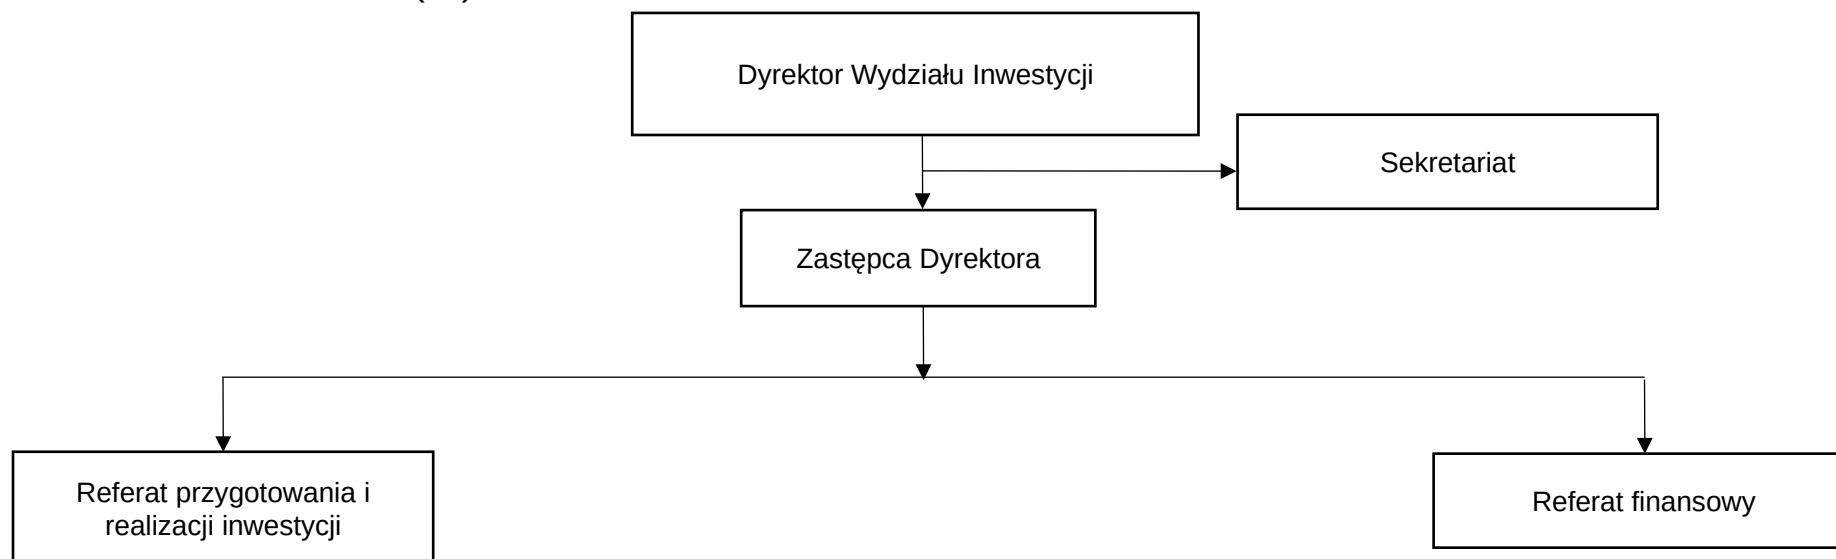 Dyrektor Wydziału Inwestycji
Sekretariat
Zastępca Dyrektora
Referat przygotowania i
realizacji inwestycji
Referat finansowy